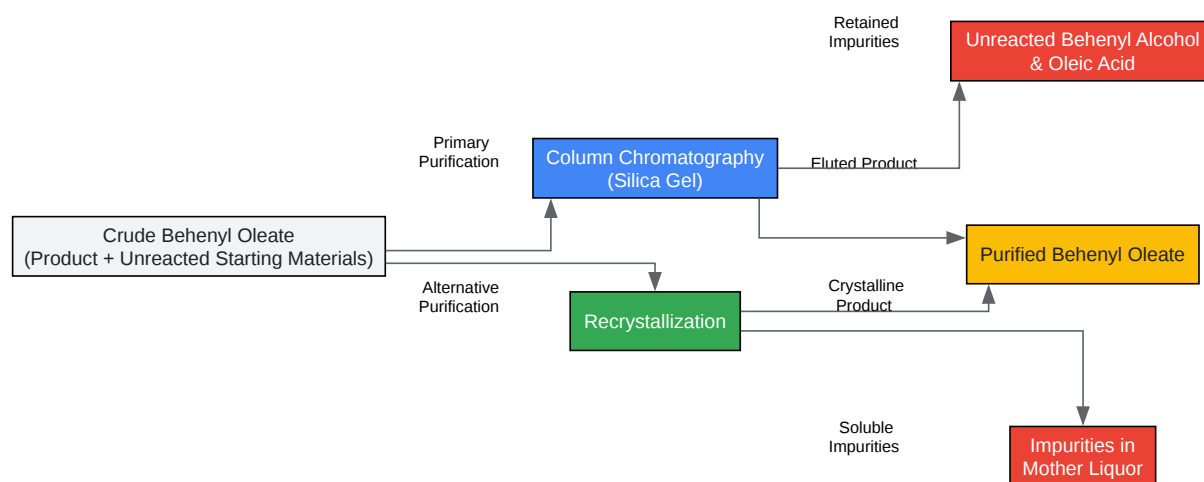 Retained
Impurities
Unreacted Behenyl Alcohol
& Oleic Acid
Primary
Purification
Column Chromatography
(Silica Gel)
Eluted Product
Crude Behenyl Oleate
(Product + Unreacted Starting Materials)
Purified Behenyl Oleate
Alternative
Purification
Recrystallization
Crystalline
Product
Soluble
Impurities
Impurities in
Mother Liquor